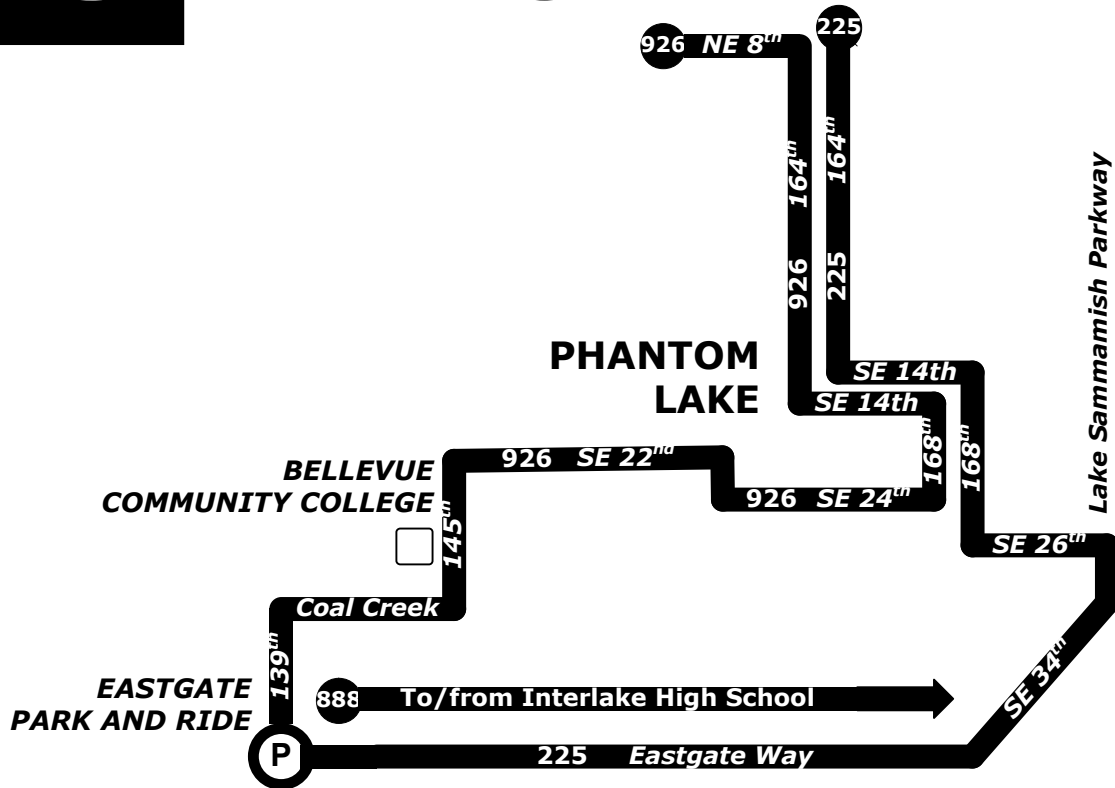 926 NE 8th
225
164th
164th
926
225
Lake Sammamish Parkway
PHANTOM
LAKE
SE 14th
SE 14th
168th
168th
BELLEVUE
COMMUNITY COLLEGE
926 SE 22nd
926 SE 24th
145th
SE 26th
Coal Creek
139th
EASTGATE
PARK AND RIDE
888 To/from Interlake High School
SE 34th
P
225 Eastgate Way